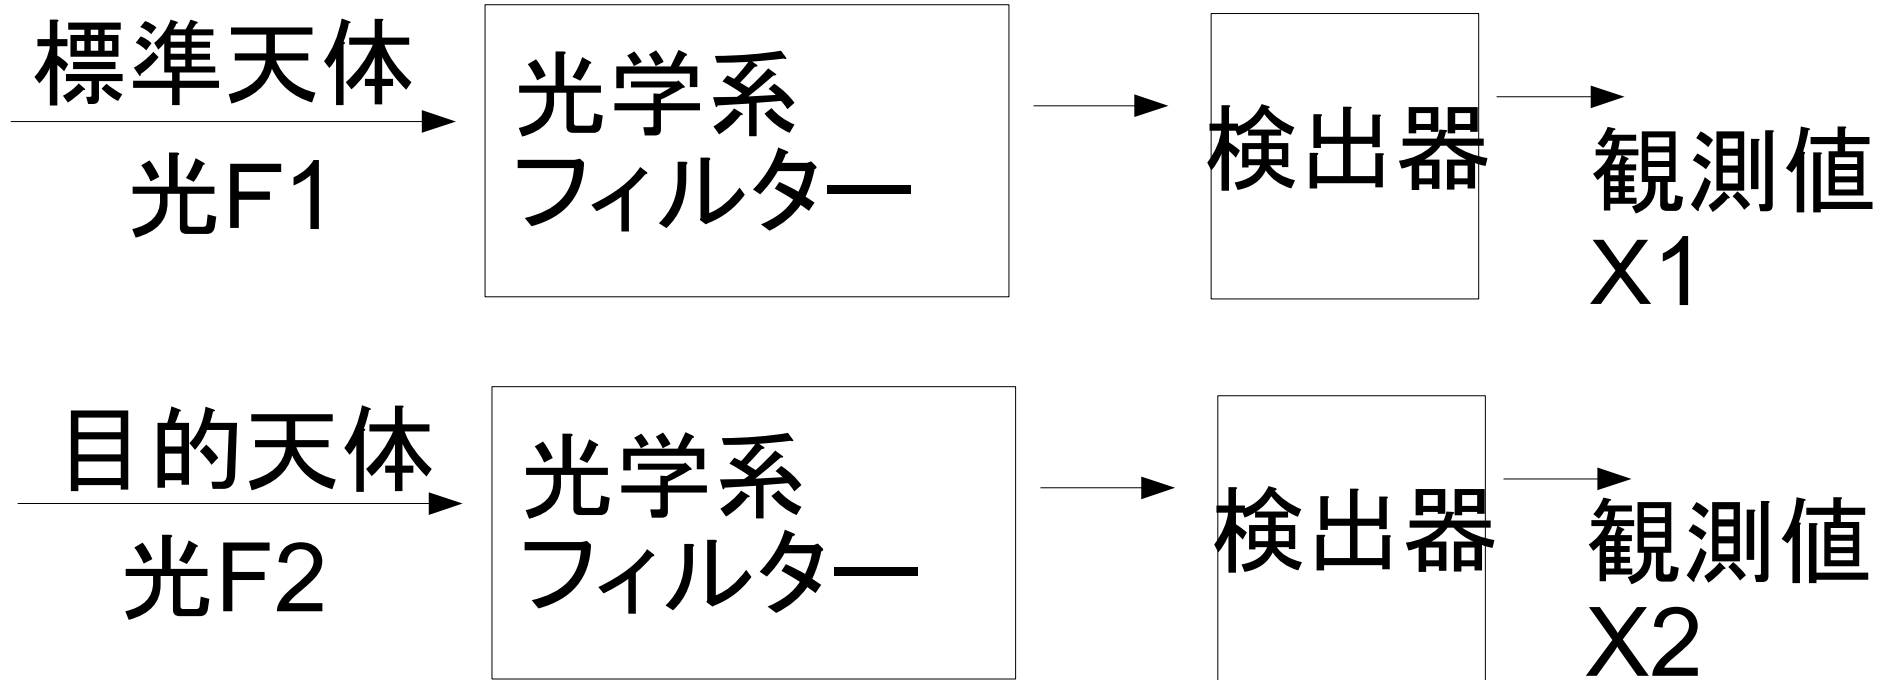 標準天体
光F1
光学系
フィルター
検出器
観測値
X1
目的天体
光F2
光学系
フィルター
検出器
観測値
X2